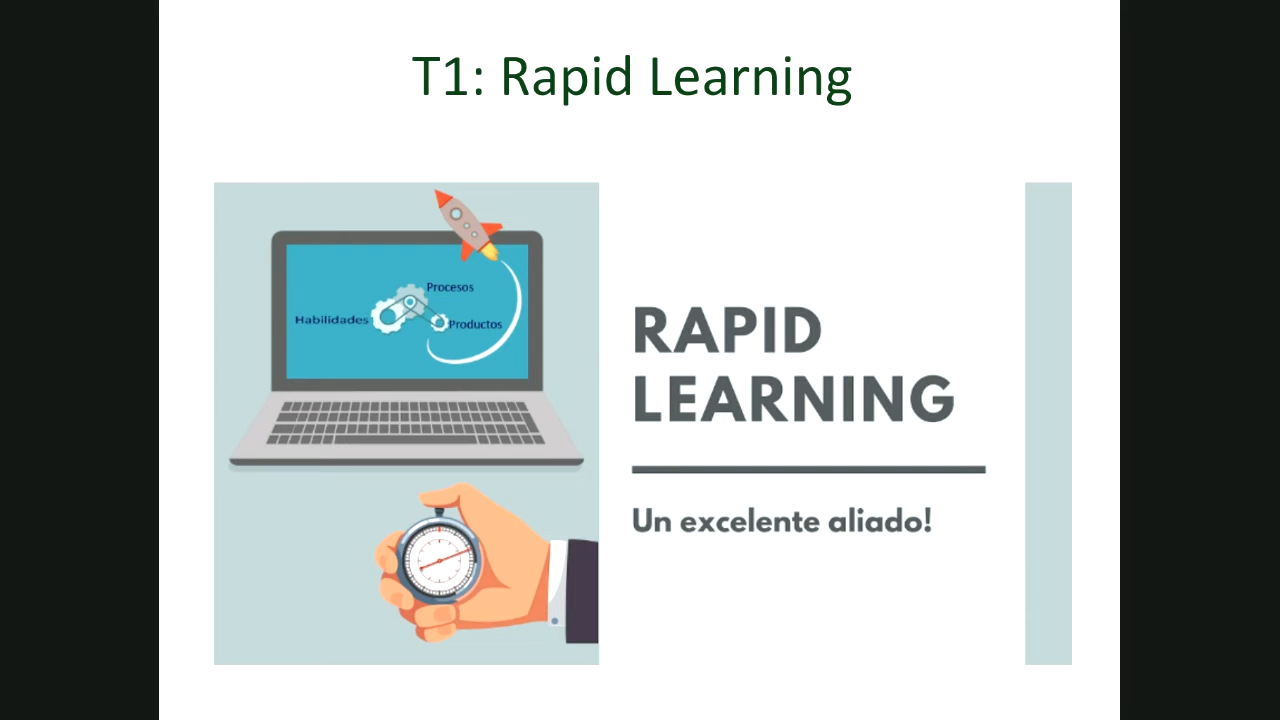 T1: Rapid Learning
Procesos
Habilidades
Productos
RAPID
LEARNING
Un excelente aliado!